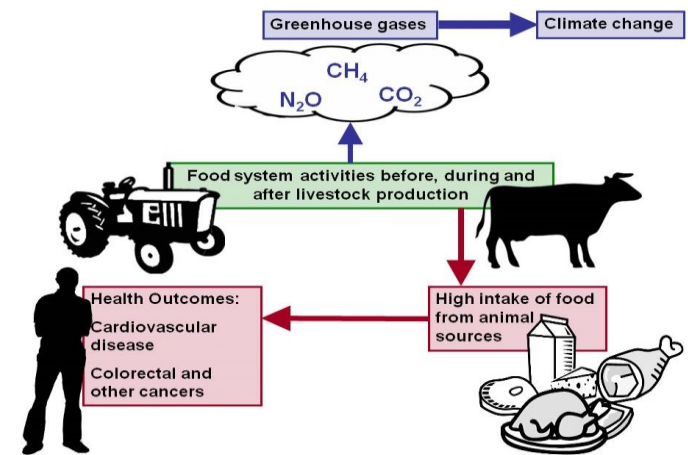 Greenhouse gases
Climate change
CH₄
N₂O
CO₂
Food system activities before, during and
after livestock production
Health Outcomes:
Cardiovascular
disease
Colorectal and
other cancers
High intake of food
from animal
sources